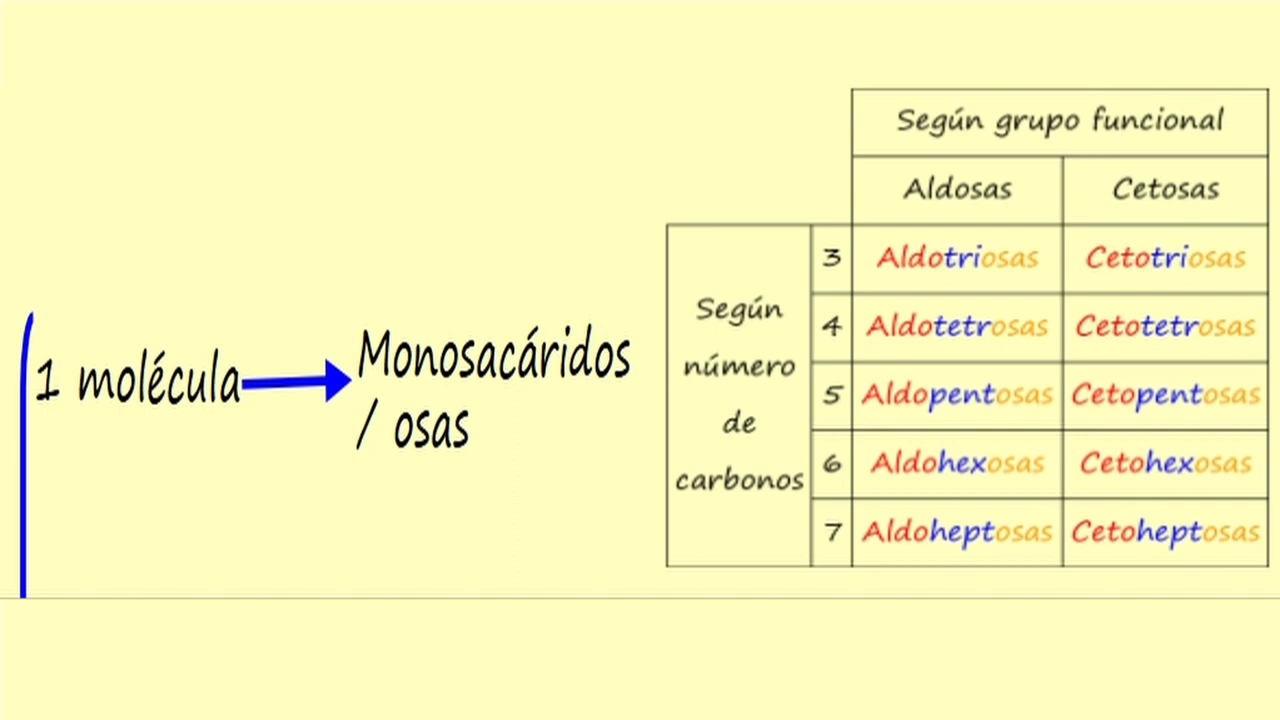 1 molécula
Monosacáridos
/ osas
Según grupo funcional
Aldosas Cetosas
Según
número
de
carbonos
3 Aldotriosas Cetotriosas
4 Aldotetrosas Cetotetrosas
5 Aldopentosas Cetopentosas
6 Aldohexosas Cetohexosas
7 Aldoheptosas Cetoheptosas